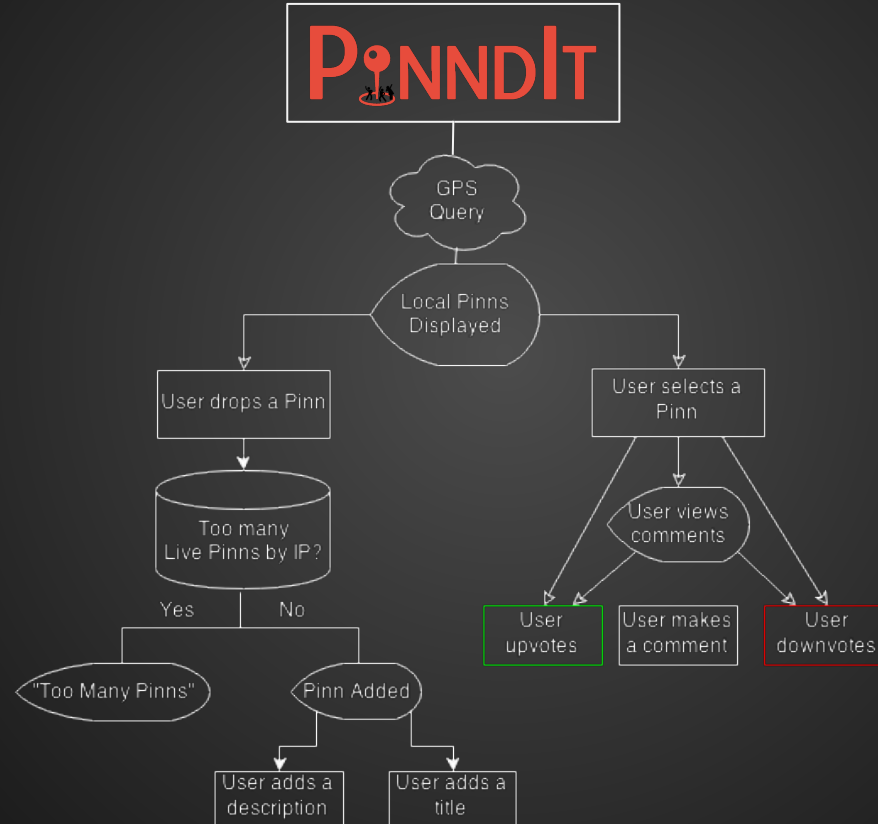 PINNDIT
GPS
Query
Local Pinns
Displayed
User drops a Pinn
User selects a
Pinn
Too many
Live Pinns by IP?
User views
comments
Yes
No
User
upvotes
User makes
a comment
User
downvotes
"Too Many Pinns"
Pinn Added
User adds a
description
User adds a
title